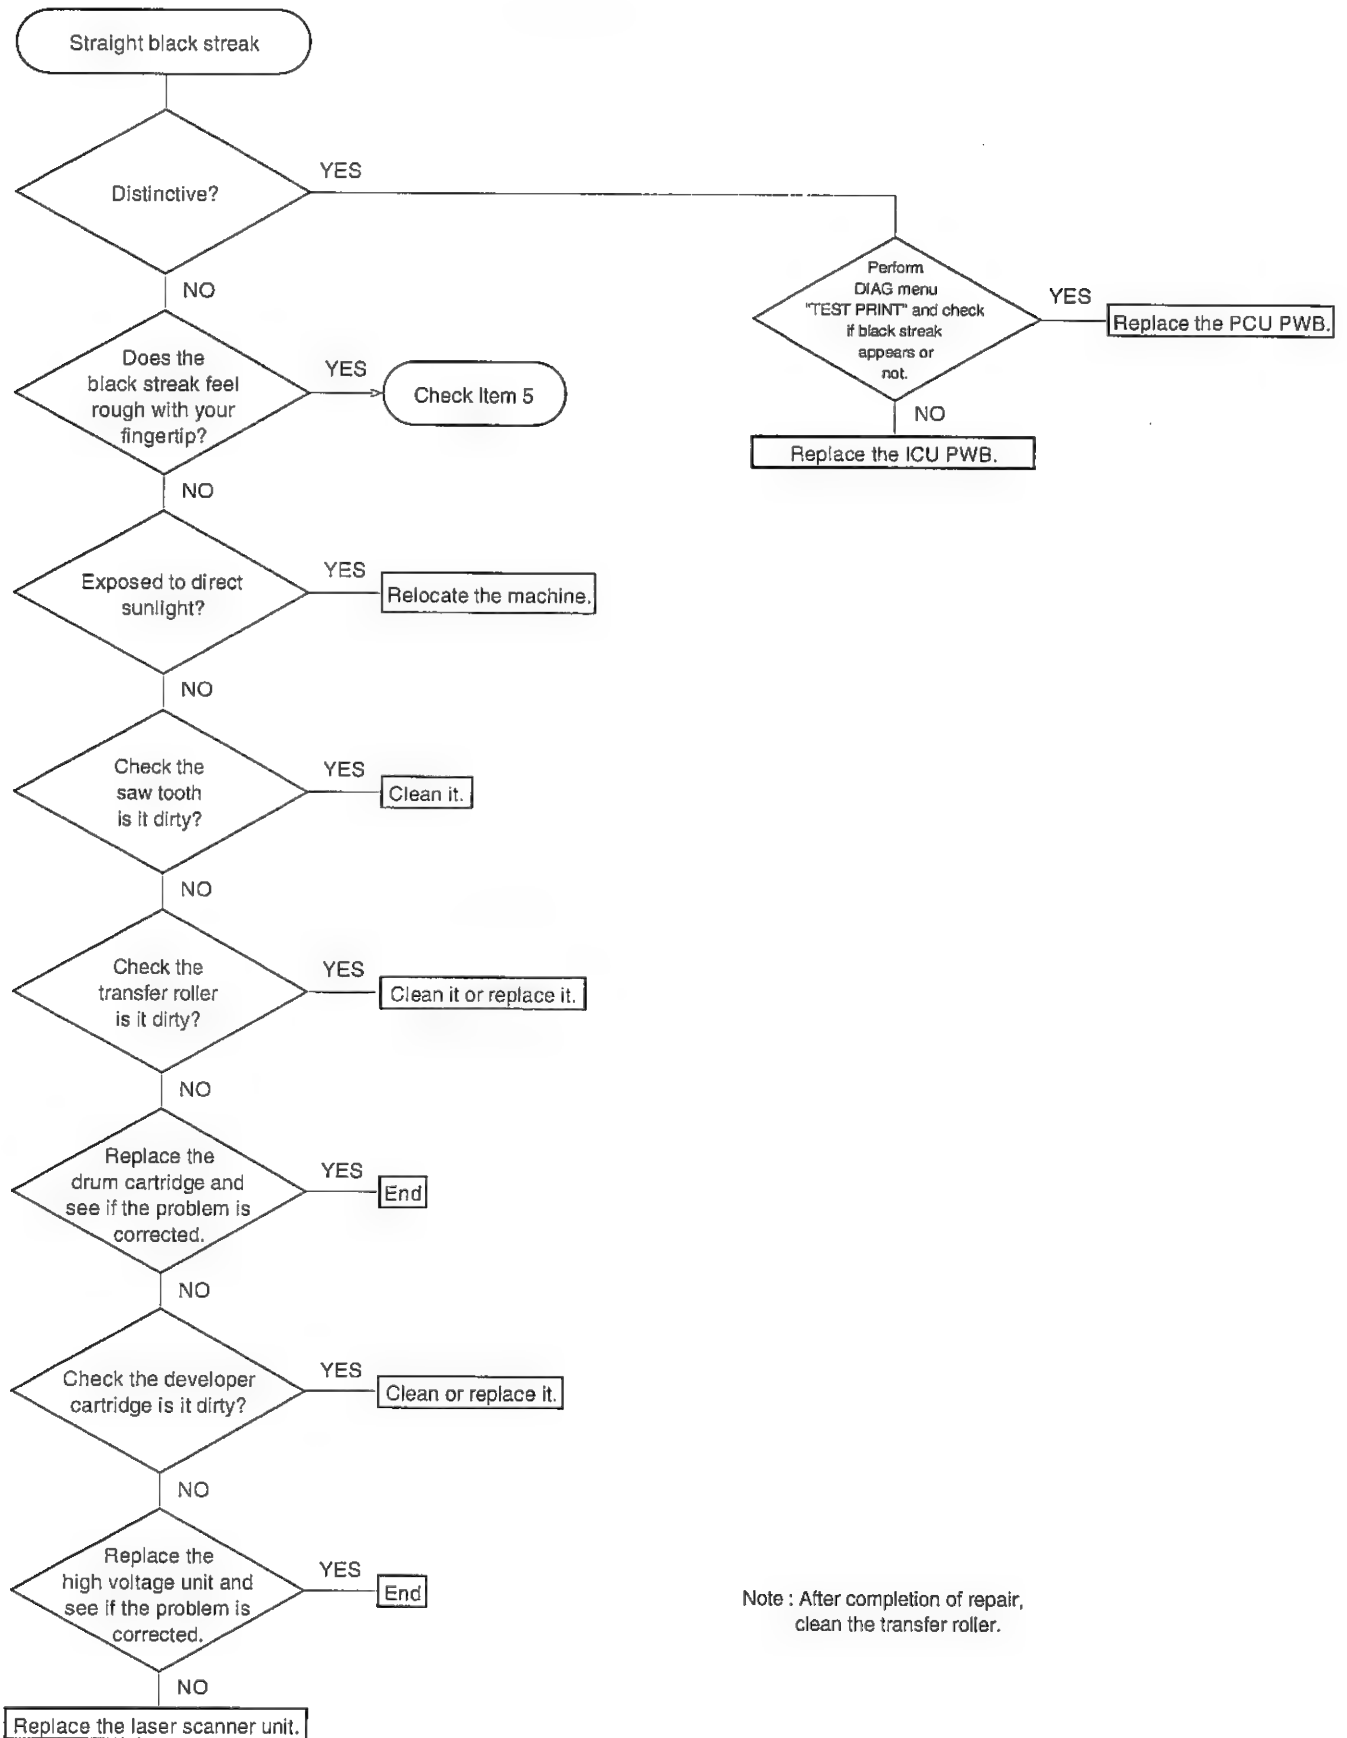 Straight black streak
Distinctive?
YES
NO
Perform
DIAG menu
"TEST PRINT" and check
if black streak
appears or
not.
YES
Replace the PCU PWB.
NO
Replace the ICU PWB.
Does the
black streak feel
rough with your
fingertip?
YES
Check Item 5
NO
Exposed to direct
sunlight?
YES
Relocate the machine.
NO
Check the
saw tooth
is it dirty?
YES
Clean it.
NO
Check the
transfer roller
is it dirty?
YES
Clean it or replace it.
NO
Replace the
drum cartridge and
see if the problem is
corrected.
YES
End
NO
Check the developer
cartridge is it dirty?
YES
Clean or replace it.
NO
Replace the
high voltage unit and
see if the problem is
corrected.
YES
End
NO
Replace the laser scanner unit.
Note : After completion of repair,
clean the transfer roller.